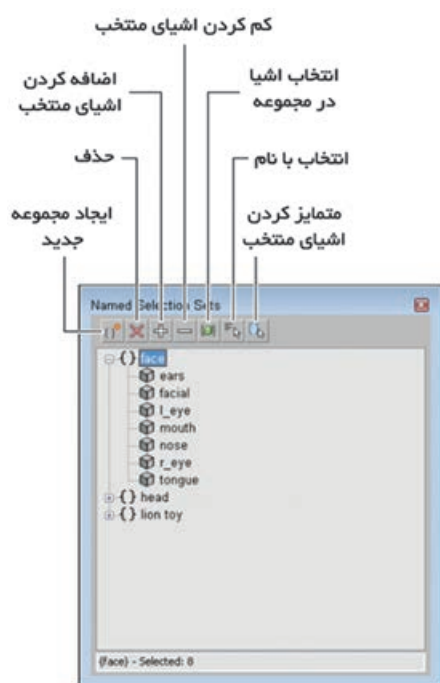 کم کردن اشیای منتخب
اضافه کردن
اشیای منتخب
انتخاب اشیا
در مجموعه
حذف
انتخاب با نام
ایجاد مجموعه
جدید
متمایز کردن
اشیای منتخب
Named Selection Sets
{} face
ears
facial
l_eye
mouth
nose
r_eye
tongue
{} head
{} lion toy
{face} - Selected: 8